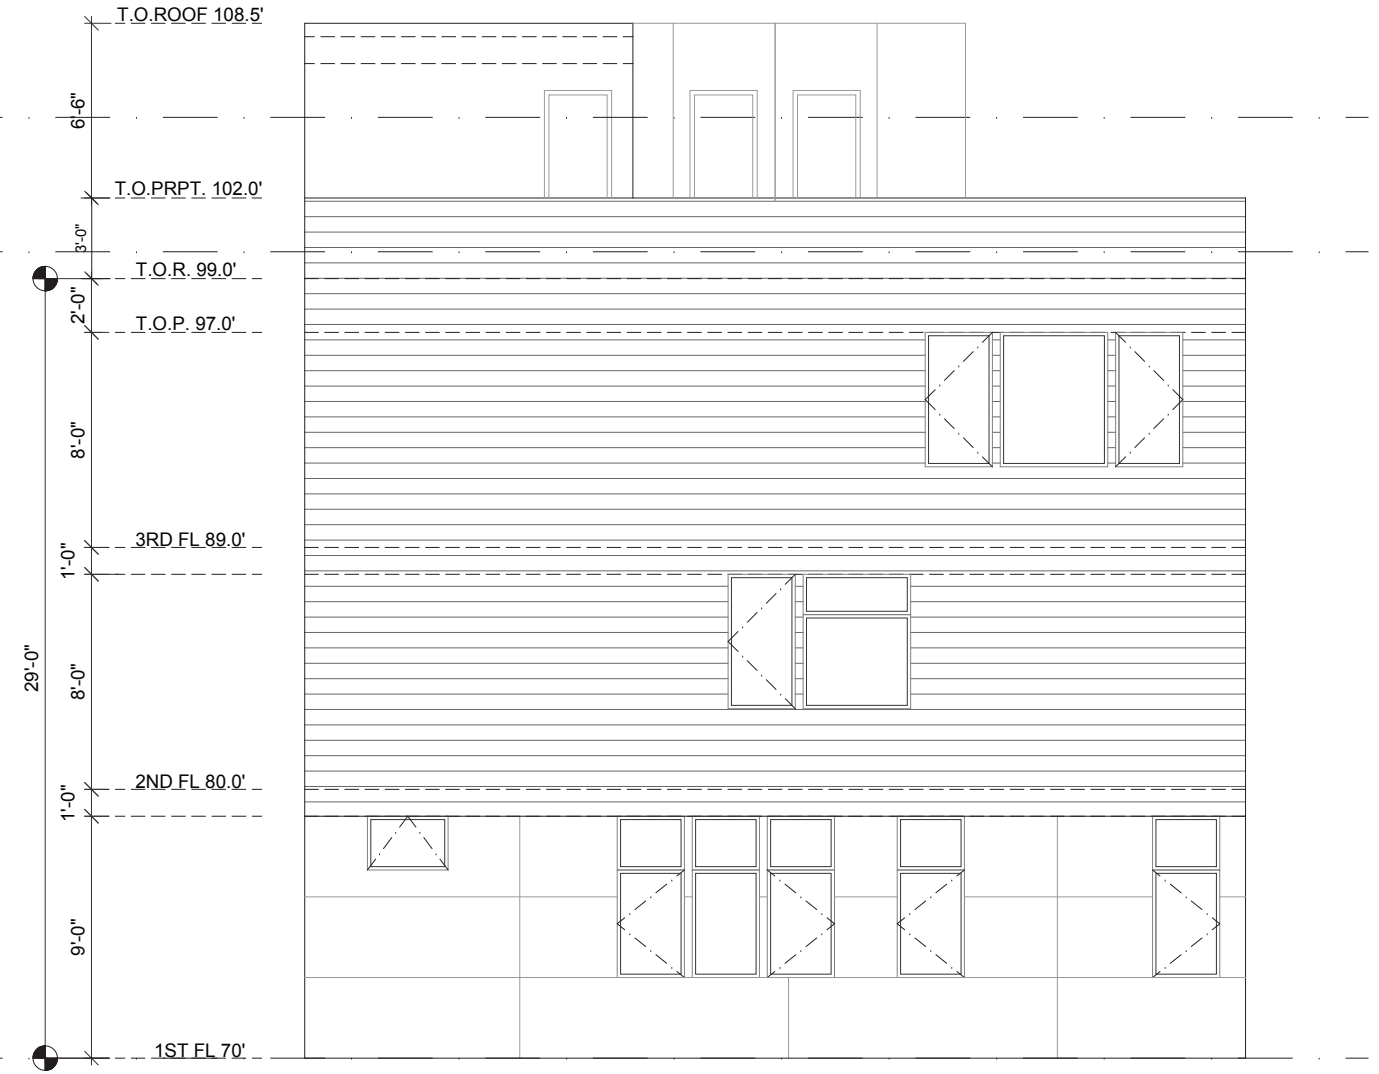 T.O.ROOF 108.5'
6'-6"
T.O.PRPT. 102.0'
3'-0"
T.O.R. 99.0'
2'-0"
T.O.P. 97.0'
8'-0"
3RD FL 89.0'
1'-0"
29'-0"
8'-0"
2ND FL 80.0'
1'-0"
9'-0"
1ST FL 70'